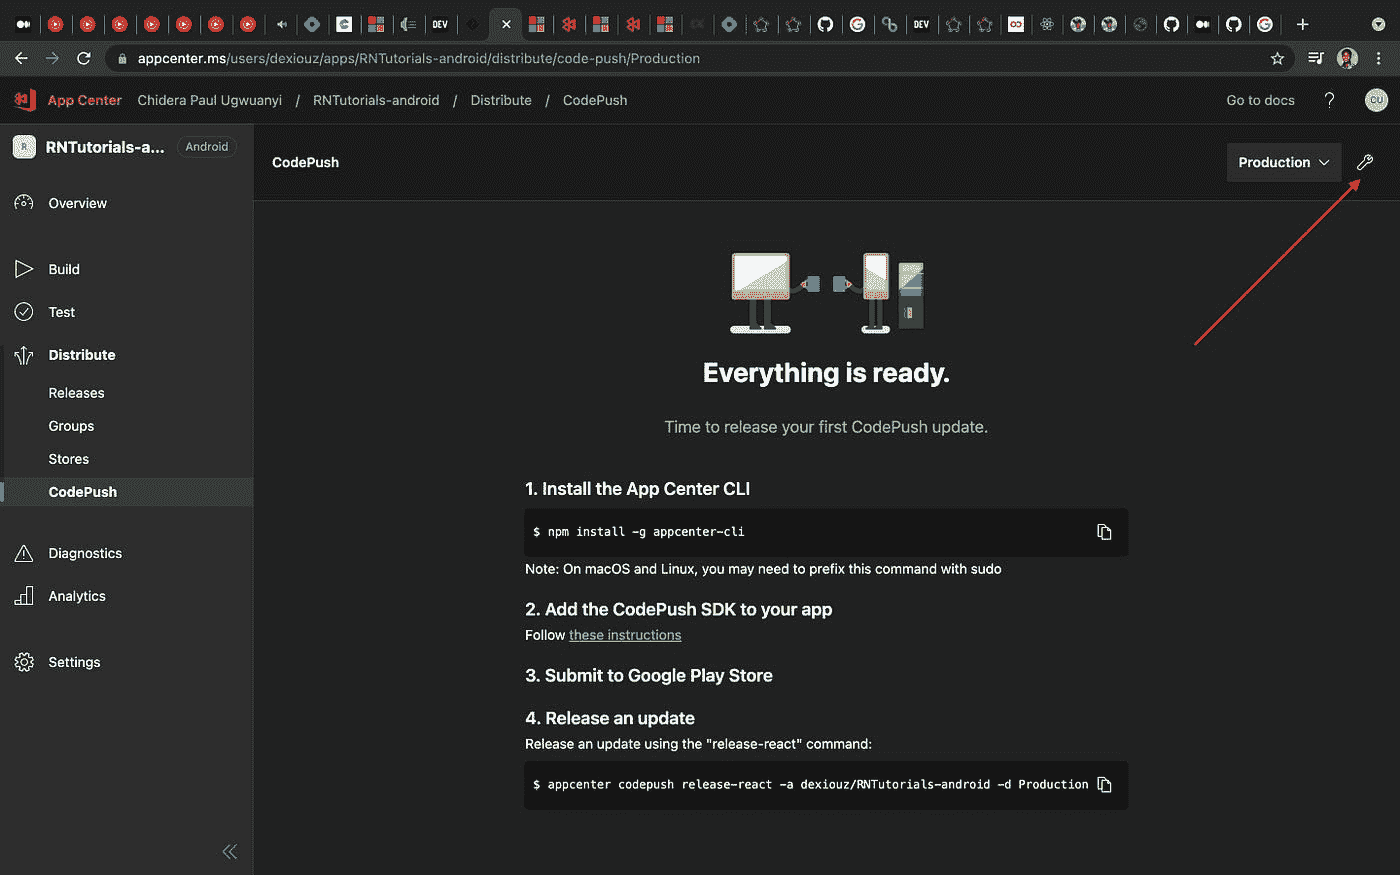 DEV
DEV
appcenter.ms/users/dexiouz/apps/RNTutorials-android/distribute/code-push/Production
App Center Chidera Paul Ugwuanyi / RNTutorials-android / Distribute / CodePush
Go to docs ? CU
R RNTutorials-a... Android
CodePush
Production
Overview
Build
Test
Distribute
Releases
Groups
Stores
CodePush
Diagnostics
Analytics
Settings
Everything is ready.
Time to release your first CodePush update.
1. Install the App Center CLI
$ npm install -g appcenter-cli
Note: On macOS and Linux, you may need to prefix this command with sudo
2. Add the CodePush SDK to your app
Follow these instructions
3. Submit to Google Play Store
4. Release an update
Release an update using the "release-react" command:
$ appcenter codepush release-react -a dexiouz/RNTutorials-android -d Production